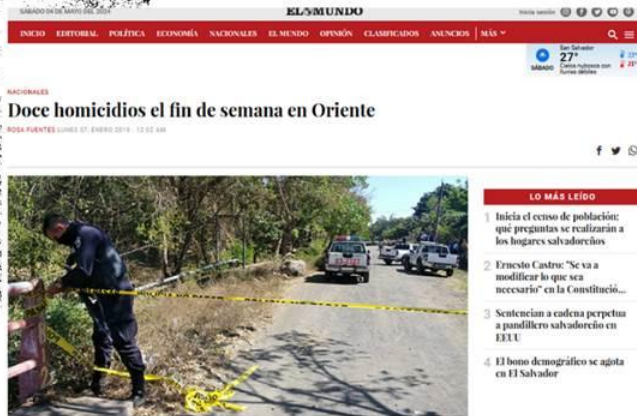 SÁBADO 04 DE MAYO DEL 2024
EL MUNDO
Inicia sesión
INICIO EDITORIAL POLÍTICA ECONOMÍA NACIONALES EL MUNDO OPINIÓN CLASIFICADOS ANUNCIOS MÁS
San Salvador
27°
SÁBADO
NACIONALES
Doce homicidios el fin de semana en Oriente
ROSA FUENTES LUNES 07, ENERO 2019 - 12:02 AM
LO MÁS LEÍDO
1 Inicia el censo de población:
qué preguntas se realizarán a
los hogares salvadoreños
2 Ernesto Castro: "Se va a
modificar lo que sea
necesario" en la Constitució...
3 Sentencian a cadena perpetua
a pandillero salvadoreño en
EEUU
4 El bono demográfico se agota
en El Salvador